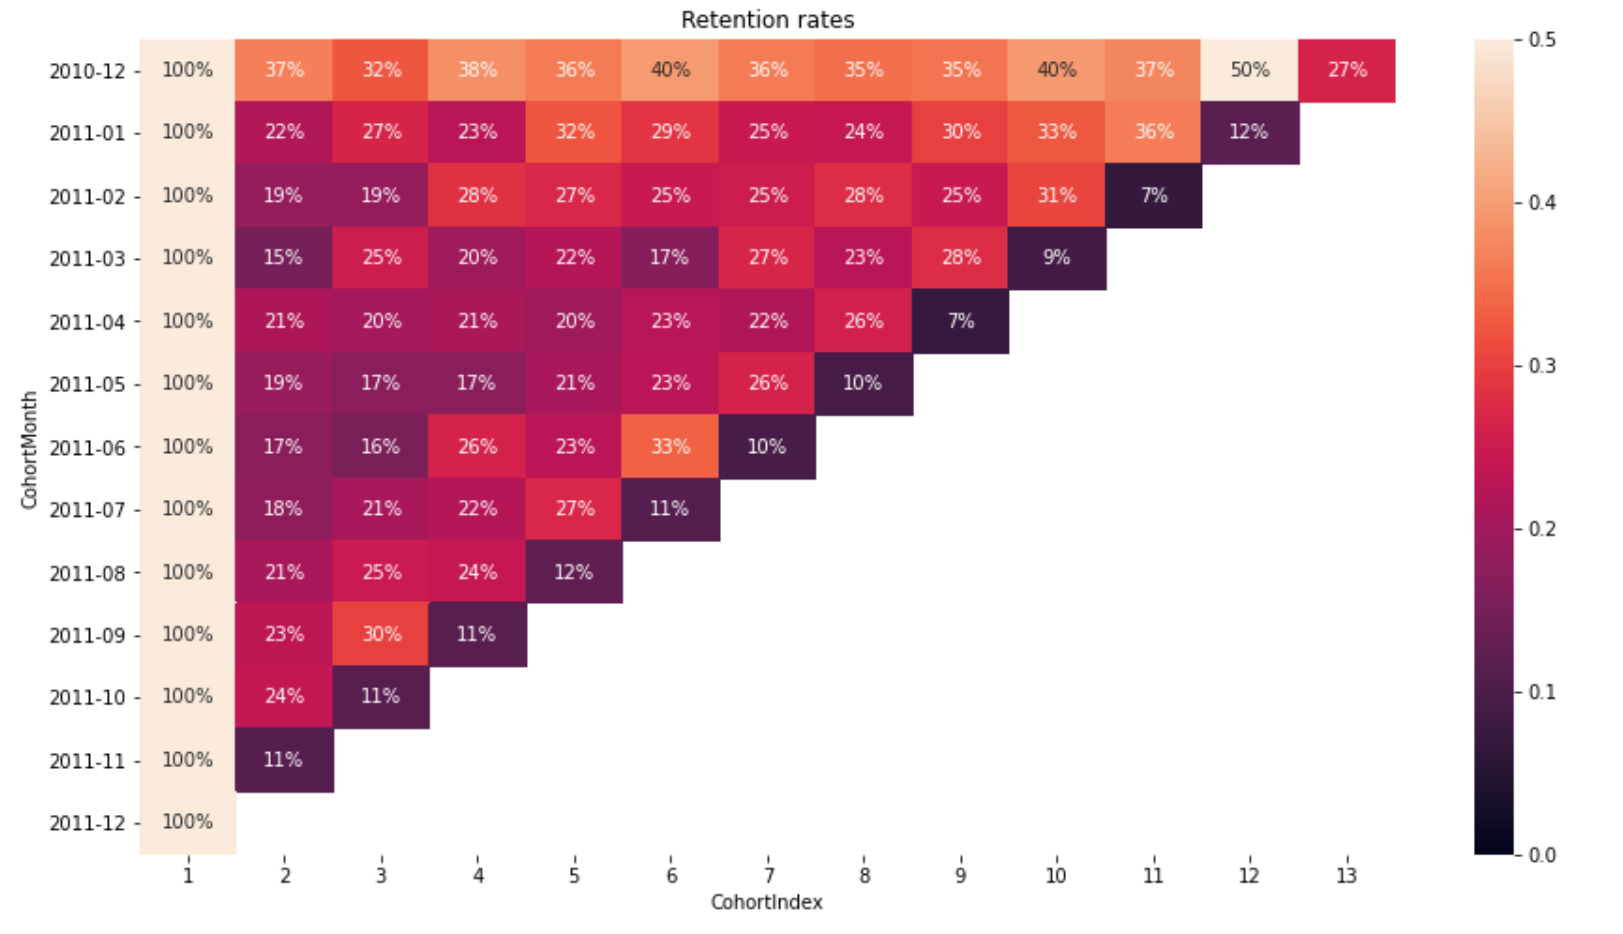 Retention rates
2010-12 100% 37% 32% 38% 36% 40% 36% 35% 35% 40% 37% 50% 27%
2011-01 100% 22% 27% 23% 32% 29% 25% 24% 30% 33% 36% 12%
2011-02 100% 19% 19% 28% 27% 25% 25% 28% 25% 31% 7%
2011-03 100% 15% 25% 20% 22% 17% 27% 23% 28% 9%
2011-04 100% 21% 20% 21% 20% 23% 22% 26% 7%
2011-05 100% 19% 17% 17% 21% 23% 26% 10%
2011-06 100% 17% 16% 26% 23% 33% 10%
2011-07 100% 18% 21% 22% 27% 11%
2011-08 100% 21% 25% 24% 12%
2011-09 100% 23% 30% 11%
2011-10 100% 24% 11%
2011-11 100% 11%
2011-12 100%
1 2 3 4 5 6 7 8 9 10 11 12 13
CohortIndex
CohortMonth
0.5
0.4
0.3
0.2
0.1
0.0